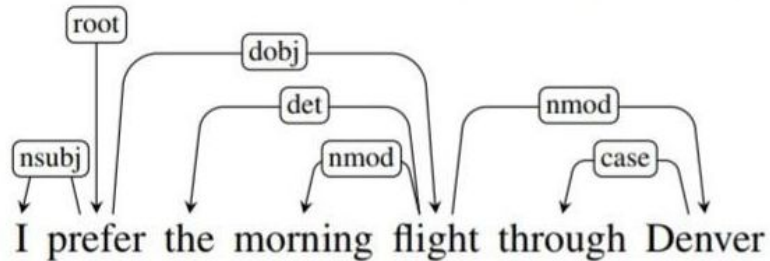 root
dobj
det nmod
nsubj nmod case
I prefer the morning flight through Denver